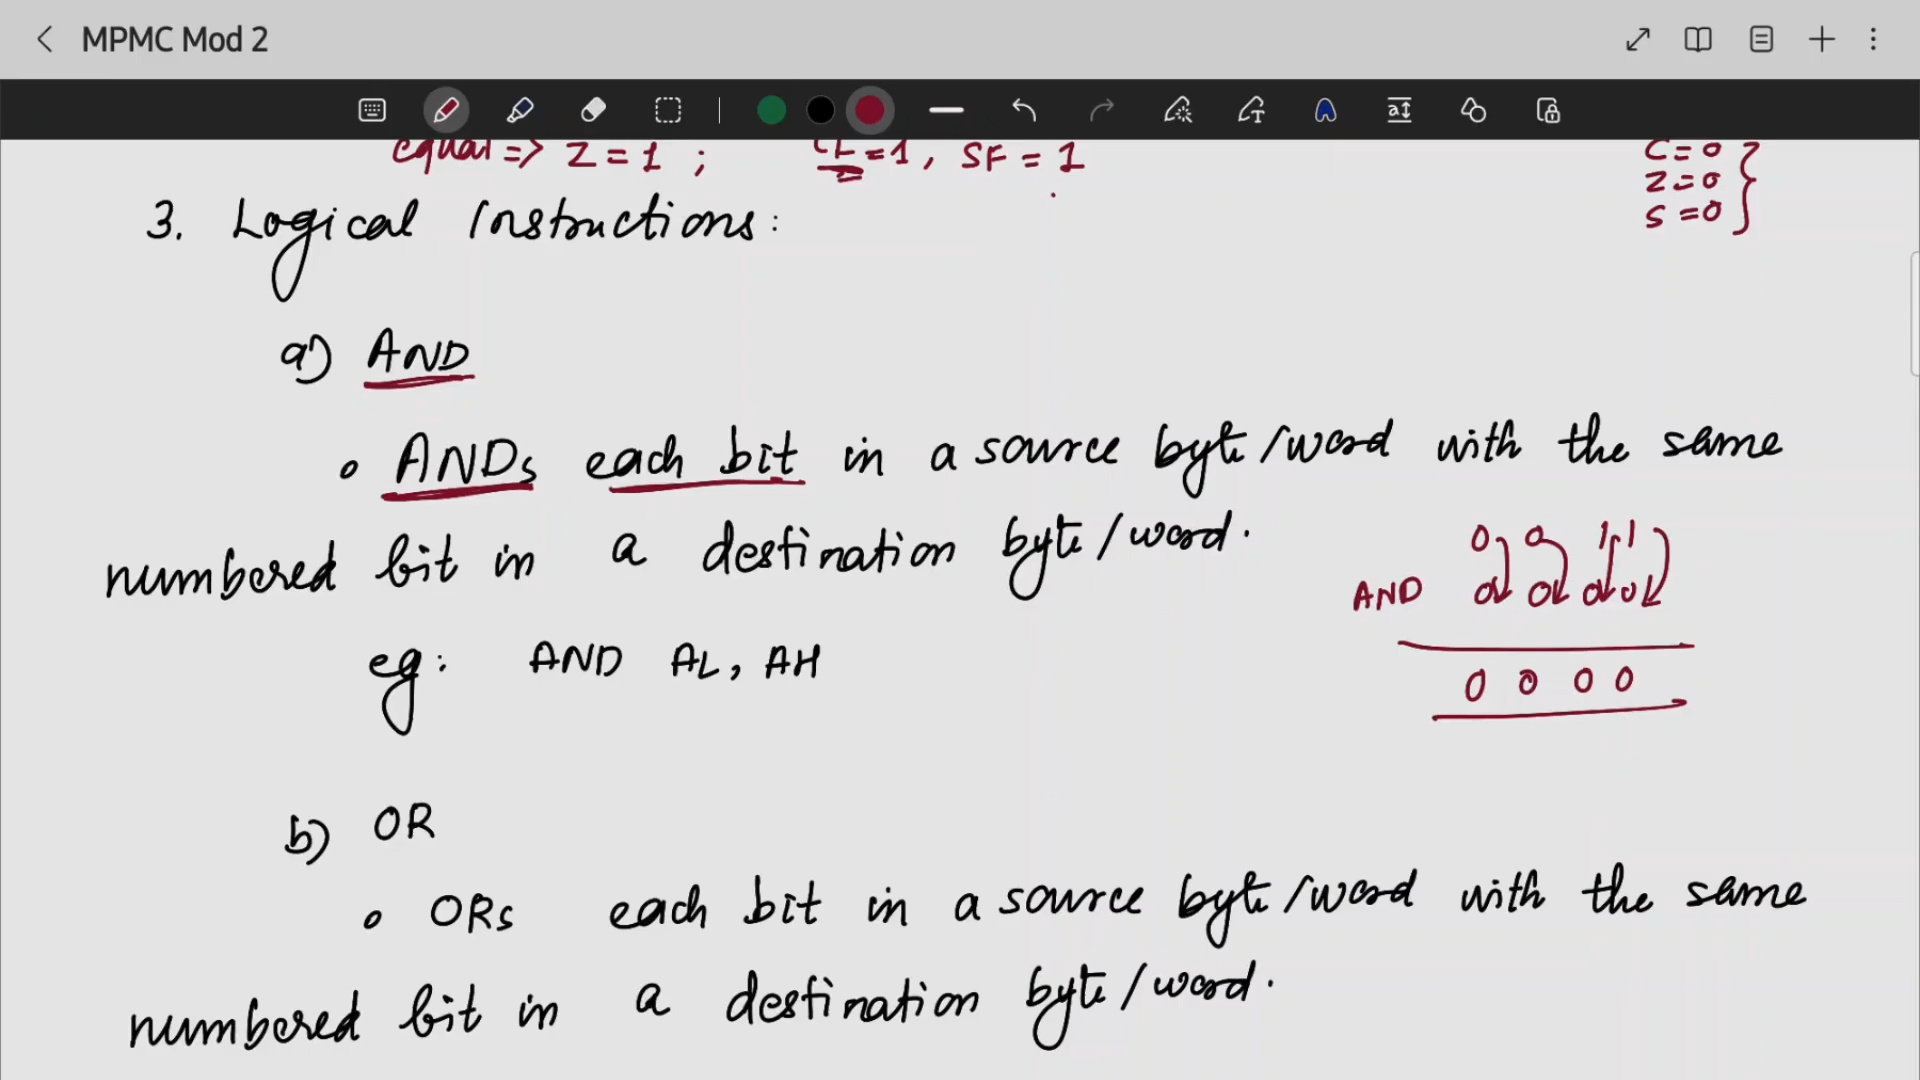 MPMC Mod 2
equal => Z = 1 ; =1, SF = 1
C = 0
Z = 0
S = 0
3. Logical Instructions:
a) AND
• ANDs each bit in a source byte/word with the same
numbered bit in a destination byte/word.
0 0 1 1
AND 0 0 0 0
0 0 0 0
eg: AND AL, AH
b) OR
• ORs each bit in a source byte/word with the same
numbered bit in a destination byte/word.